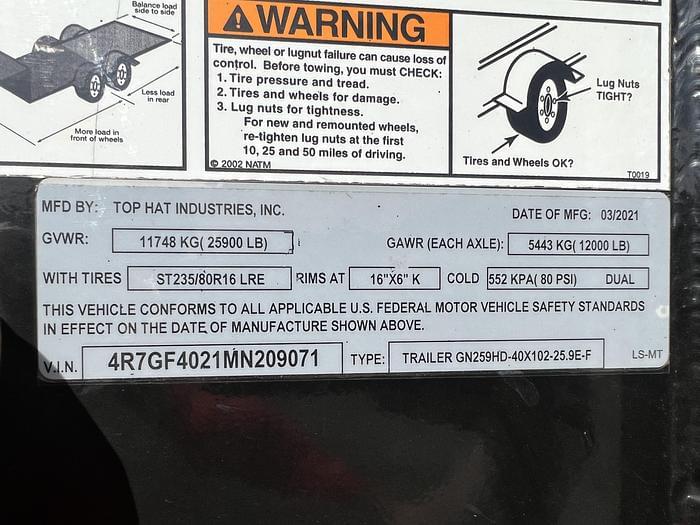 Balance load
side to side
Less load
in rear
More load in
front of wheels
WARNING
Tire, wheel or lugnut failure can cause loss of
control. Before towing, you must CHECK:
1. Tire pressure and tread.
2. Tires and wheels for damage.
3. Lug nuts for tightness.
For new and remounted wheels,
re-tighten lug nuts at the first
10, 25 and 50 miles of driving.
© 2002 NATM
Lug Nuts
TIGHT?
Tires and Wheels OK?
T0019
MFD BY: TOP HAT INDUSTRIES, INC. DATE OF MFG: 03/2021
GVWR: 11748 KG( 25900 LB) GAWR (EACH AXLE): 5443 KG( 12000 LB)
WITH TIRES ST235/80R16 LRE RIMS AT 16"X6" K COLD 552 KPA( 80 PSI) DUAL
THIS VEHICLE CONFORMS TO ALL APPLICABLE U.S. FEDERAL MOTOR VEHICLE SAFETY STANDARDS
IN EFFECT ON THE DATE OF MANUFACTURE SHOWN ABOVE.
V.I.N. 4R7GF4021MN209071 TYPE: TRAILER GN259HD-40X102-25.9E-F LS-MT